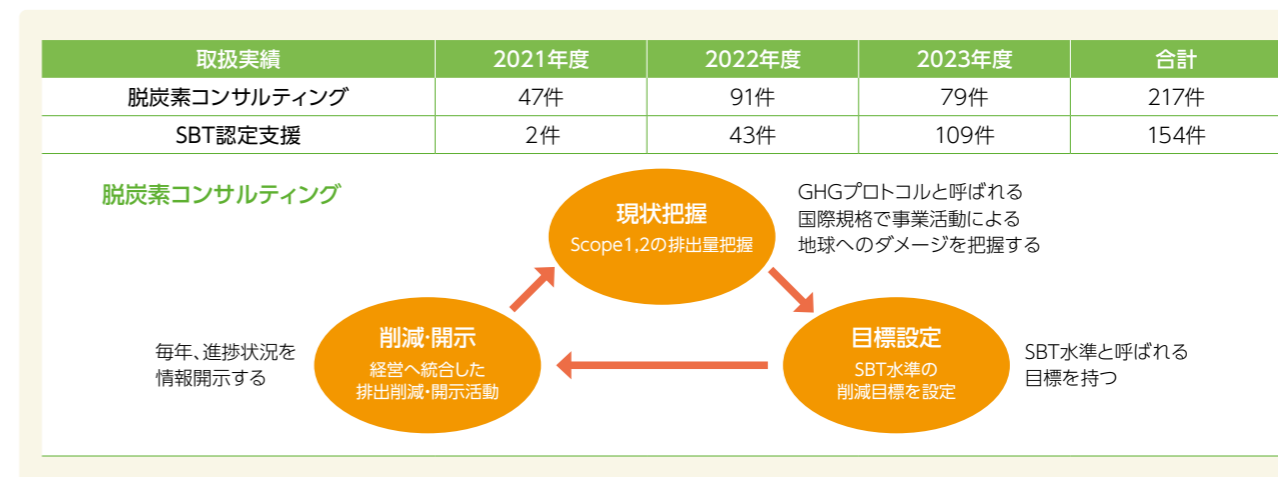 取扱実績 2021年度 2022年度 2023年度 合計
脱炭素コンサルティング 47件 91件 79件 217件
SBT認定支援 2件 43件 109件 154件
脱炭素コンサルティング
現状把握
Scope1,2の排出量把握
GHGプロトコルと呼ばれる
国際規格で事業活動による
地球へのダメージを把握する
目標設定
SBT水準の
削減目標を設定
SBT水準と呼ばれる
目標を持つ
削減・開示
経営へ統合した
排出削減・開示活動
毎年、進捗状況を
情報開示する